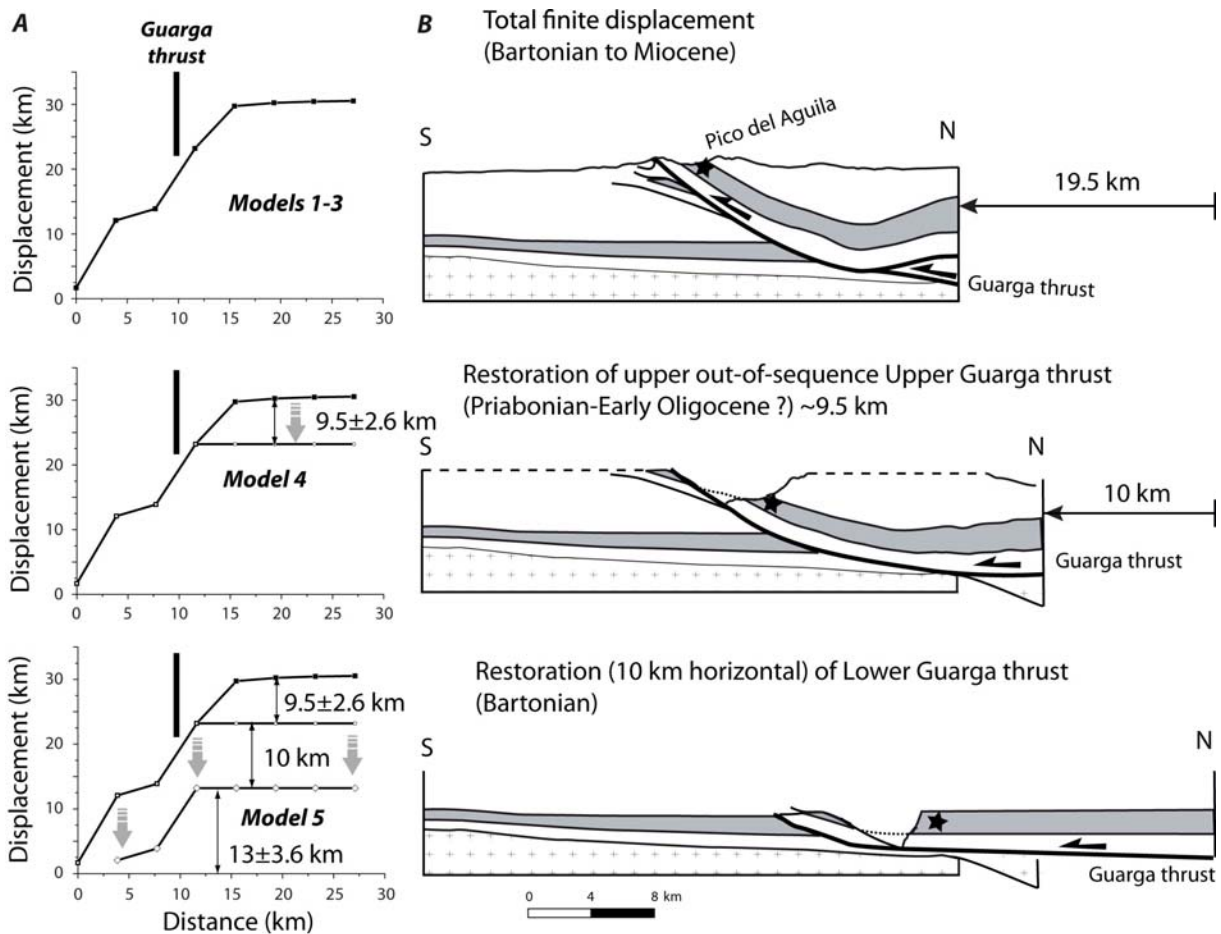 A
Guarga
thrust
Displacement (km)
30
20
10
0
0 5 10 15 20 25 30
Models 1-3
B
Total finite displacement
(Bartonian to Miocene)
S
Pico del Aguila
N
19.5 km
Guarga thrust
Displacement (km)
30
20
10
0
0 5 10 15 20 25 30
9.5±2.6 km
Model 4
Restoration of upper out-of-sequence Upper Guarga thrust
(Priabonian-Early Oligocene ?) ~9.5 km
S
N
10 km
Guarga thrust
Displacement (km)
30
20
10
0
0 5 10 15 20 25 30
Distance (km)
9.5±2.6 km
10 km
Model 5
13±3.6 km
Restoration (10 km horizontal) of Lower Guarga thrust
(Bartonian)
S
N
Guarga thrust
0 4 8 km